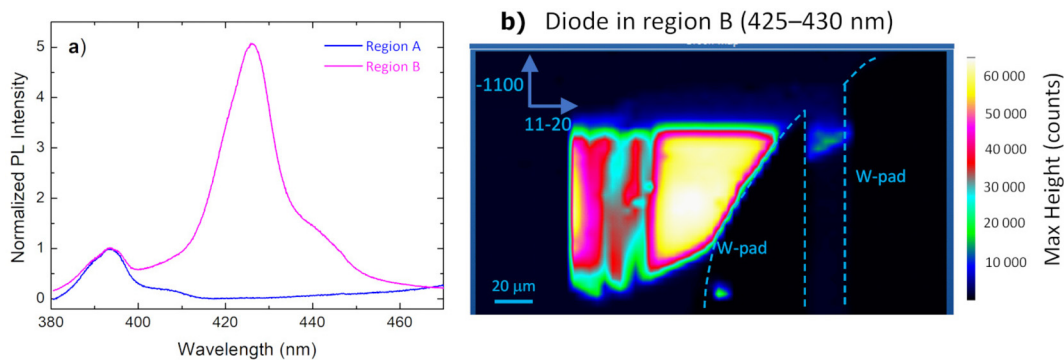 a)
Region A
Region B
Normalized PL Intensity
5
4
3
2
1
0
380
400
420
440
460
Wavelength (nm)
b) Diode in region B (425–430 nm)
-1100
11-20
W-pad
W-pad
20 µm
60 000
50 000
40 000
30 000
20 000
10 000
Max Height (counts)